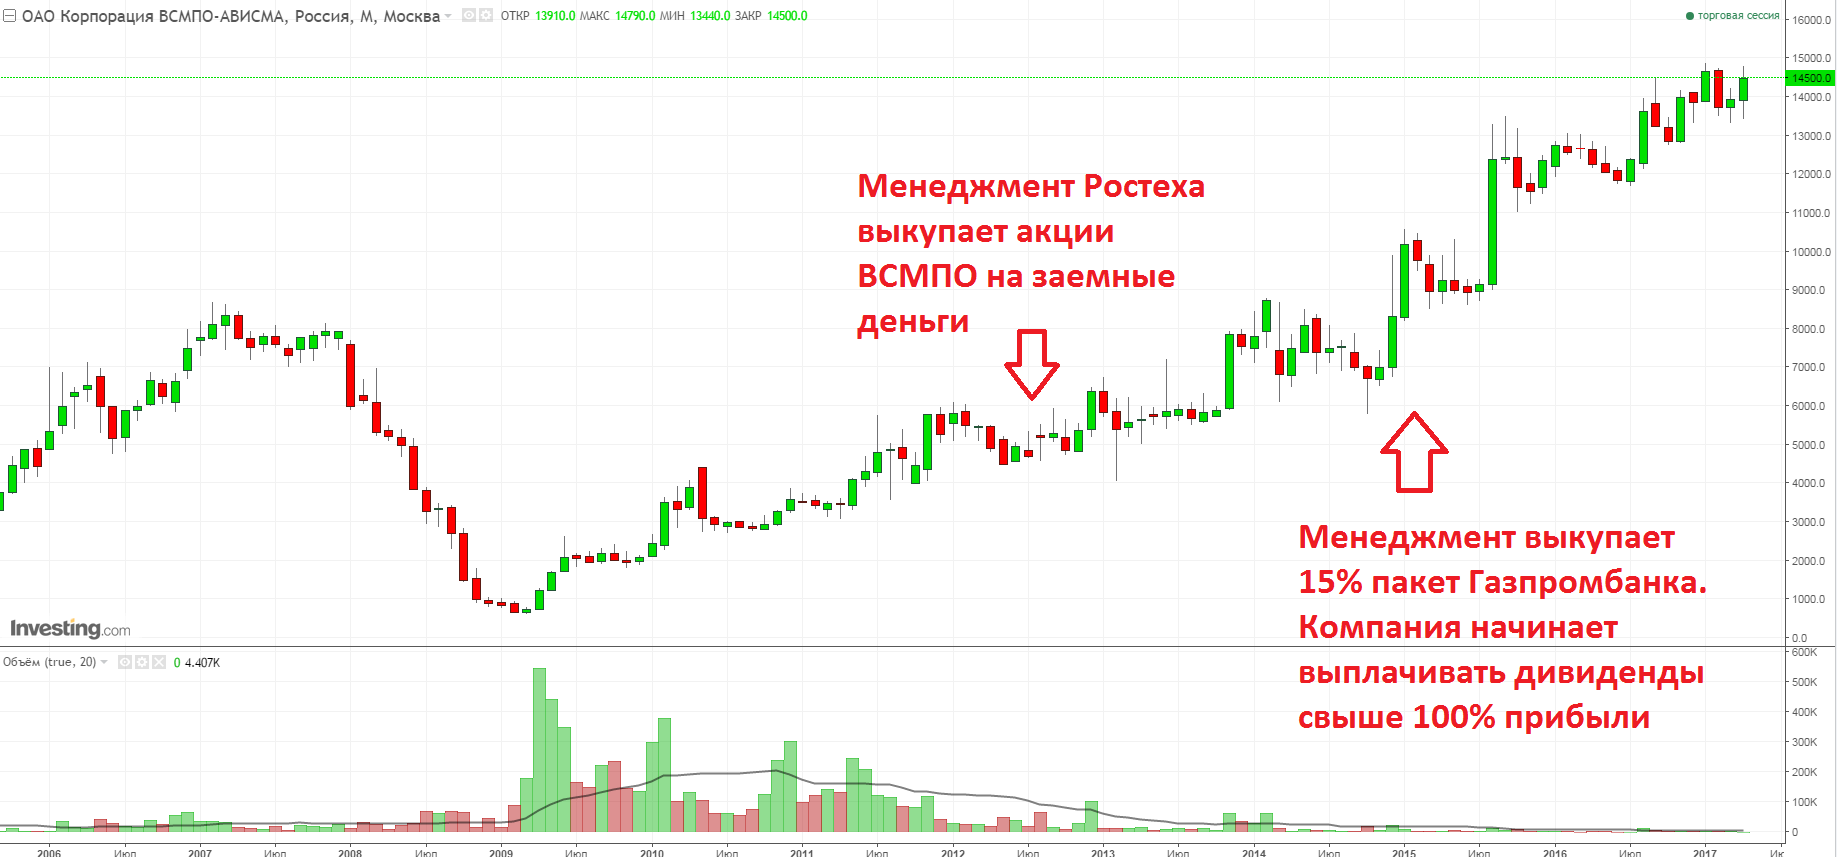 ОАО Корпорация ВСМПО-АВИСМА, Россия, М, Москва ОТКР 13910.0 МАКС 14790.0 МИН 13440.0 ЗАКР 14500.0
торговая сессия
16000.0
15000.0
14500.0
14000.0
13000.0
12000.0
11000.0
10000.0
9000.0
8000.0
7000.0
6000.0
5000.0
4000.0
3000.0
2000.0
1000.0
0.0
Менеджмент Ростеха
выкупает акции
ВСМПО на заемные
деньги
Менеджмент выкупает
15% пакет Газпромбанка.
Компания начинает
выплачивать дивиденды
свыше 100% прибыли
Investing.com
Объём (true, 20) 0 4.407K
600K
500K
400K
300K
200K
100K
0
2006 Июл 2007 Июл 2008 Июл 2009 Июл 2010 Июл 2011 Июл 2012 Июл 2013 Июл 2014 Июл 2015 Июл 2016 Июл 2017 Ик